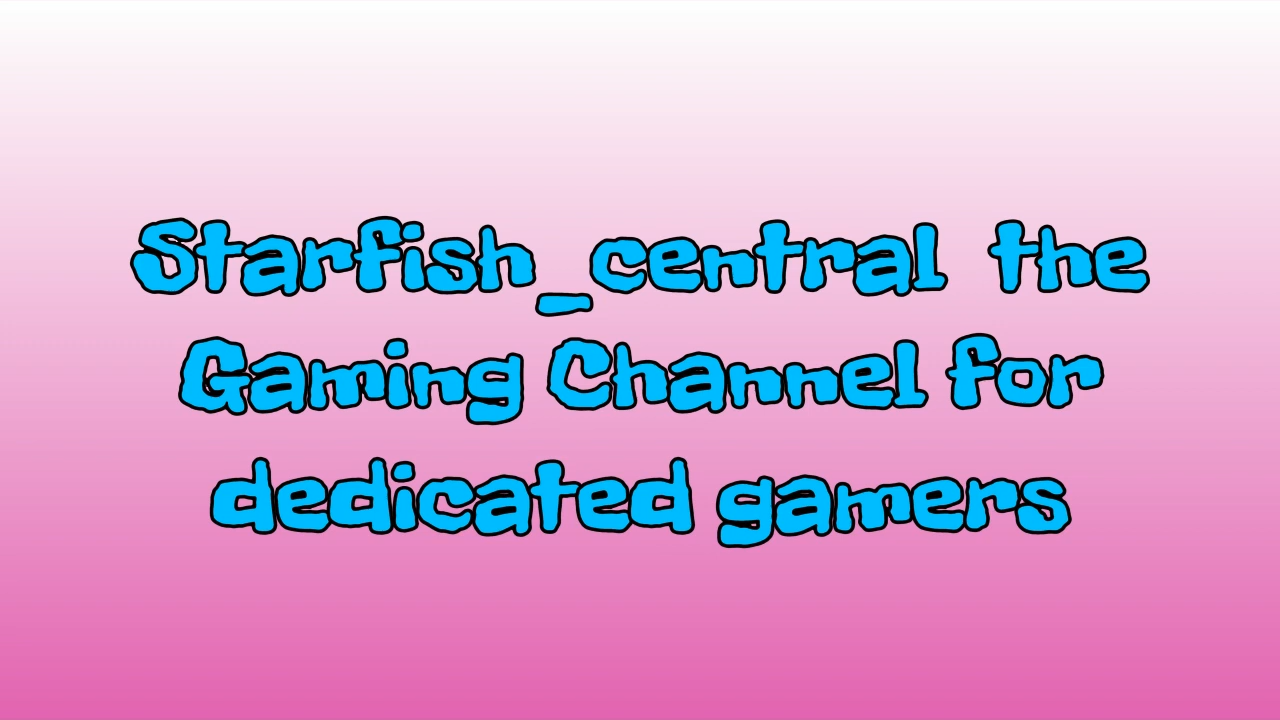 Starfish_central the
Gaming Channel for
dedicated gamers